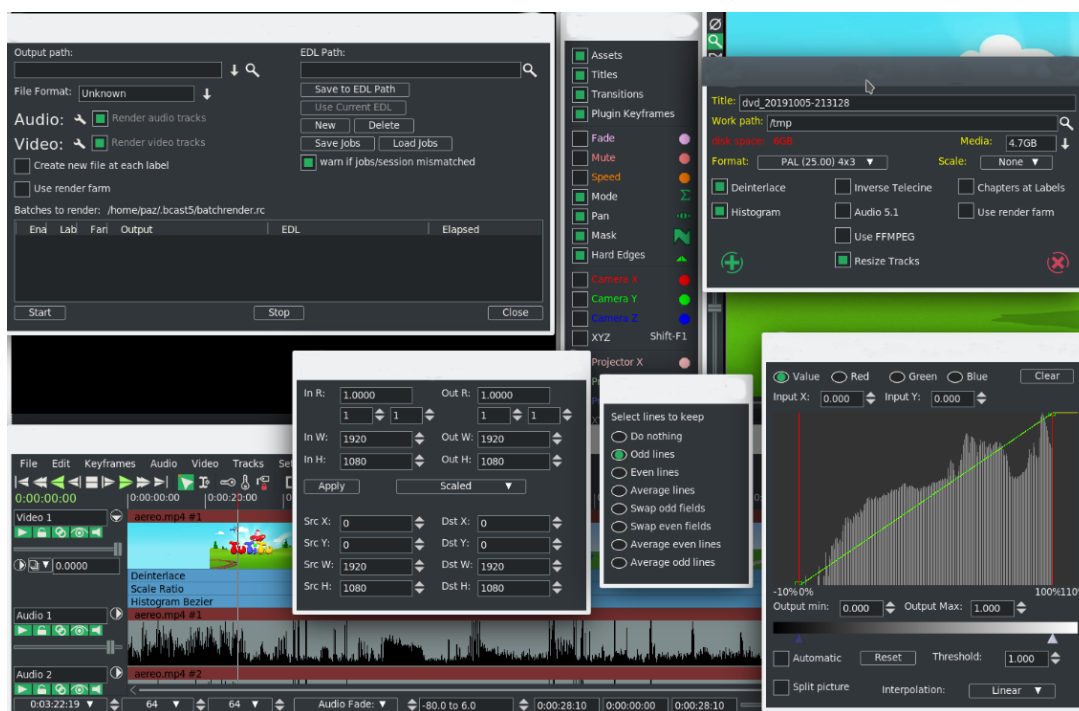 Output path:
EDL Path:
File Format: Unknown
Save to EDL Path
Use Current EDL
Audio: Render audio tracks
New Delete
Video: Render video tracks
Save Jobs Load Jobs
Create new file at each label
warn if jobs/session mismatched
Use render farm
Batches to render: /home/paz/.bcast5/batchrender.rc
Ena Lab Fari Output EDL Elapsed
Start Stop Close
Assets
Titles
Transitions
Plugin Keyframes
Fade
Mute
Speed
Mode
Pan
Mask
Hard Edges
Camera X
Camera Y
Camera Z
XYZ Shift-F1
Projector X
Title: dvd_20191005-213128
Work path: /tmp
disk space: 6GB Media: 4.7GB
Format: PAL (25.00) 4x3 Scale: None
Deinterlace Inverse Telecine Chapters at Labels
Histogram Audio 5.1 Use render farm
Use FFMPEG
Resize Tracks
In R: 1.0000 Out R: 1.0000
1 1 1 1
In W: 1920 Out W: 1920
In H: 1080 Out H: 1080
Apply Scaled
Src X: 0 Dst X: 0
Src Y: 0 Dst Y: 0
Src W: 1920 Dst W: 1920
Src H: 1080 Dst H: 1080
Select lines to keep
Do nothing
Odd lines
Even lines
Average lines
Swap odd fields
Swap even fields
Average even lines
Average odd lines
Value Red Green Blue Clear
Input X: 0.000 Input Y: 0.000
-10% 0% 100% 110%
Output min: 0.000 Output Max: 1.000
Automatic Reset Threshold: 1.000
Split picture Interpolation: Linear
File Edit Keyframes Audio Video Tracks
0:00:00:00 0:00:00:00 0:00:20:00
Video 1 aereo.mp4 #1
TuTiTu
0.0000
Deinterlace
Scale Ratio
Histogram Bezier
Audio 1 aereo.mp4 #1
Audio 2 aereo.mp4 #2
0:03:22:19 64 64 Audio Fade: -80.0 to 6.0 0:00:28:10 0:00:00:00 0:00:28:10